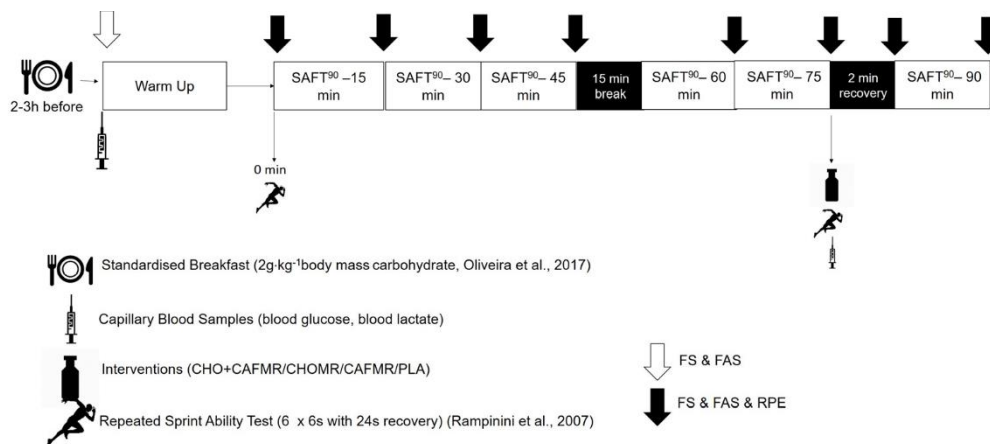 2-3h before
Warm Up
SAFT⁹⁰ –15
min
SAFT⁹⁰– 30
min
SAFT⁹⁰– 45
min
15 min
break
SAFT⁹⁰– 60
min
SAFT⁹⁰– 75
min
2 min
recovery
SAFT⁹⁰– 90
min
0 min
Standardised Breakfast (2g·kg⁻¹body mass carbohydrate, Oliveira et al., 2017)
Capillary Blood Samples (blood glucose, blood lactate)
Interventions (CHO+CAFMR/CHOMR/CAFMR/PLA)
Repeated Sprint Ability Test (6 x 6s with 24s recovery) (Rampinini et al., 2007)
FS & FAS
FS & FAS & RPE